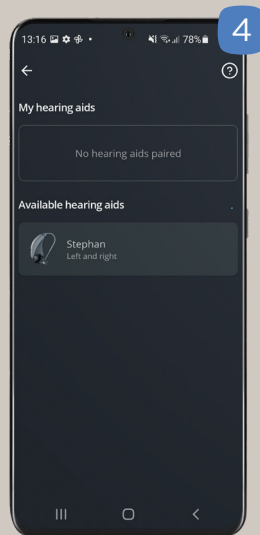 4
13:16 78%
?
My hearing aids
No hearing aids paired
Available hearing aids
Stephan
Left and right